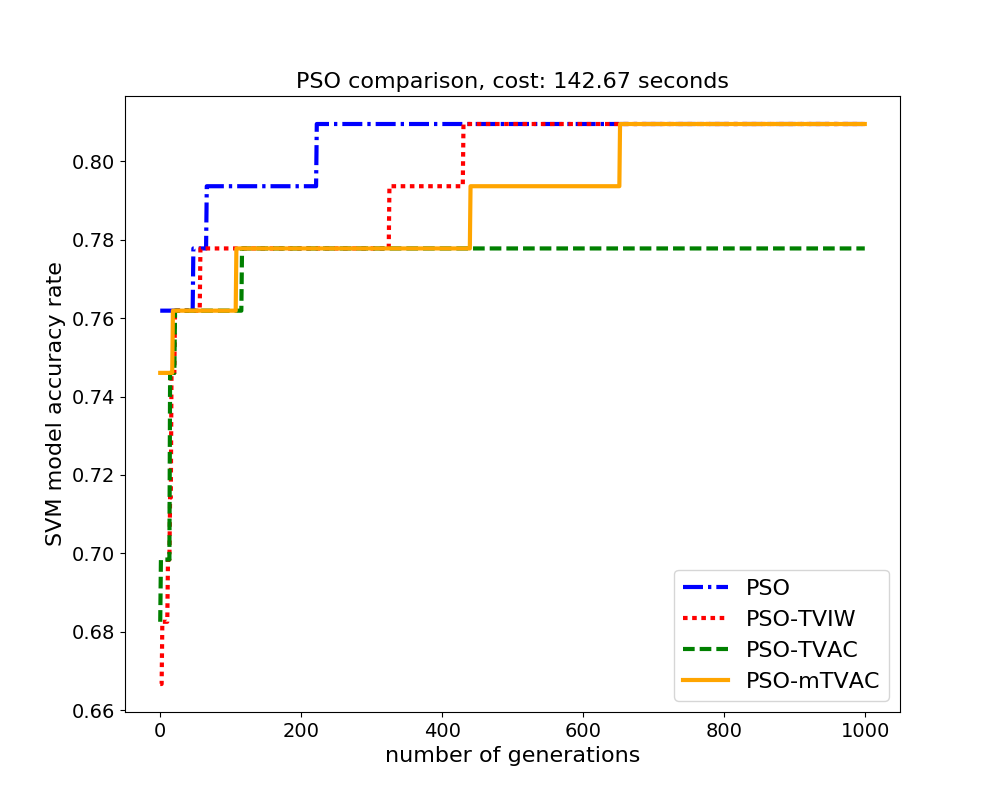 PSO comparison, cost: 142.67 seconds
SVM model accuracy rate
0.80
0.78
0.76
0.74
0.72
0.70
0.68
0.66
PSO
PSO-TVIW
PSO-TVAC
PSO-mTVAC
0 200 400 600 800 1000
number of generations